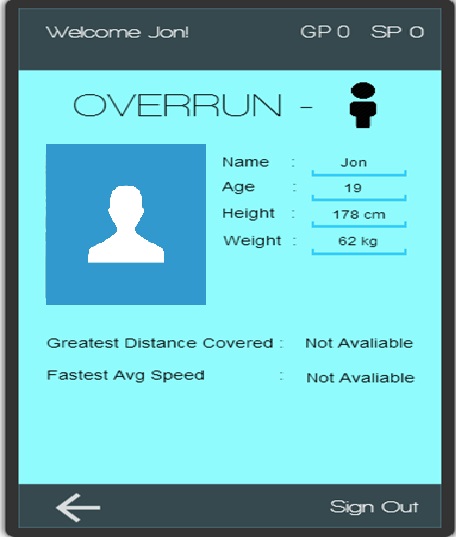 Welcome Jon! GP 0 SP 0
OVERRUN -
Name : Jon
Age : 19
Height : 178 cm
Weight : 62 kg
Greatest Distance Covered : Not Avaliable
Fastest Avg Speed : Not Avaliable
Sign Out